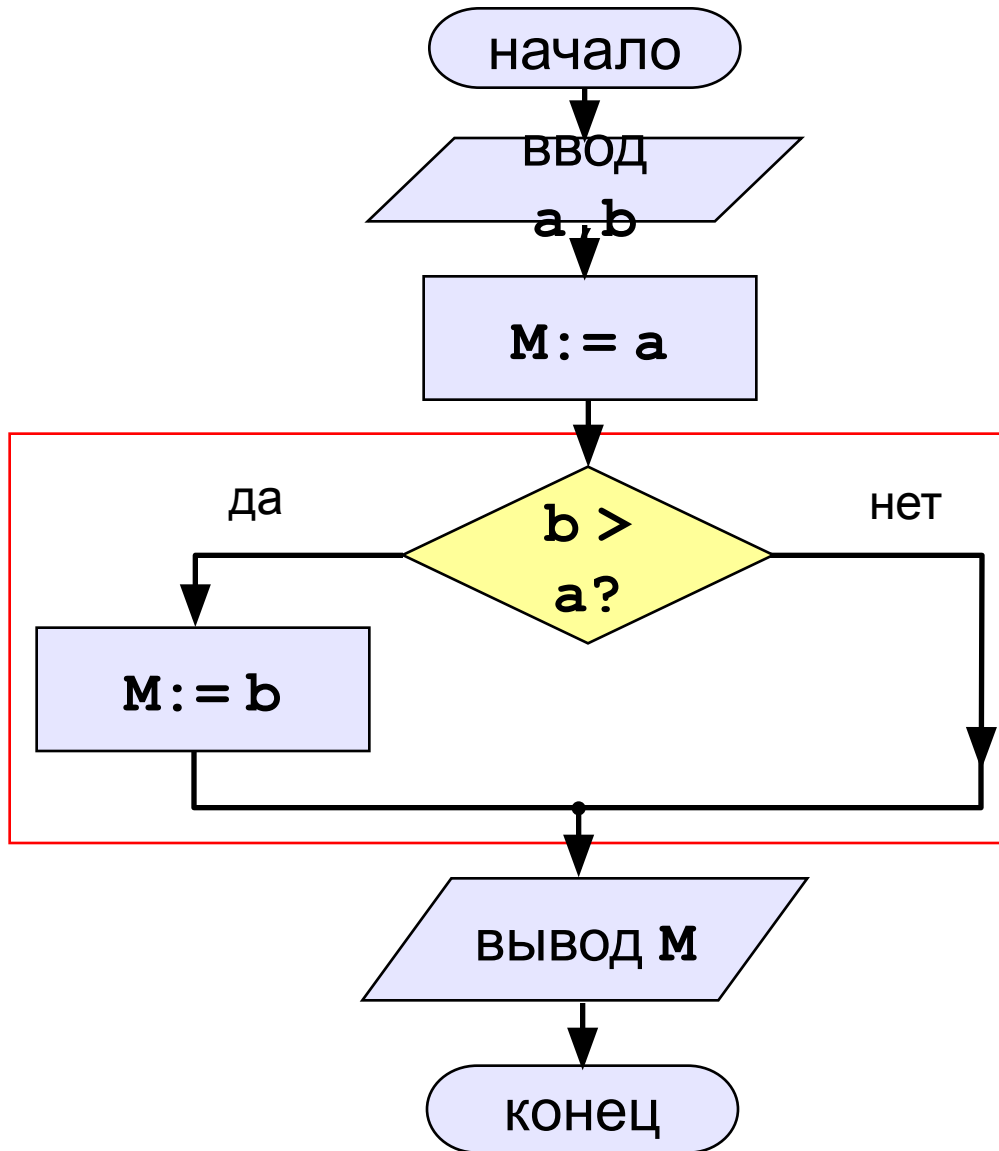 начало
ввод
a,b
M:= a
да
нет
b >
a?
M:= b
вывод M
конец